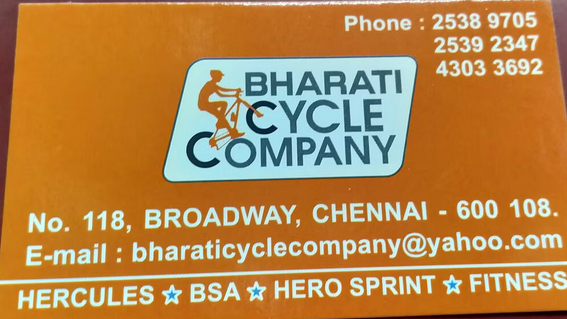 Phone : 2538 9705
2539 2347
4303 3692
BHARATI
CYCLE
COMPANY
No. 118, BROADWAY, CHENNAI - 600 108.
E-mail : bharaticyclecompany@yahoo.com
HERCULES ☆ BSA ☆ HERO SPRINT ☆ FITNESS